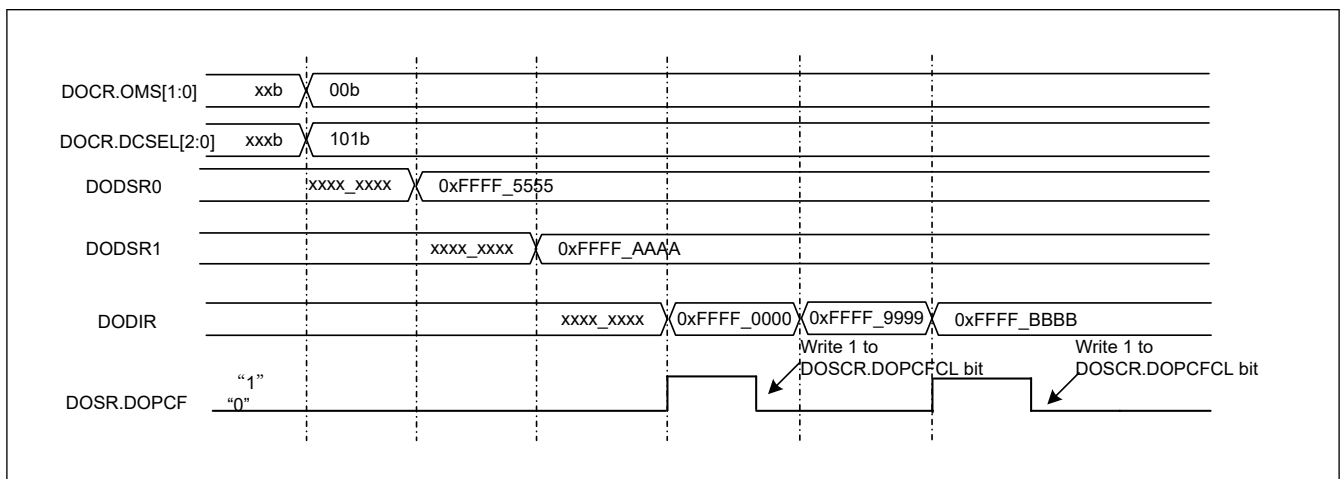 DOCR.OMS[1:0] xxb 00b
DOCR.DCSEL[2:0] xxxb 101b
DODSR0 xxxx_xxxx 0xFFFF_5555
DODSR1 xxxx_xxxx 0xFFFF_AAAA
DODIR xxxx_xxxx 0xFFFF_0000 0xFFFF_9999 0xFFFF_BBBB
Write 1 to
DOSCR.DOPCFCL bit
Write 1 to
DOSCR.DOPCFCL bit
“1”
DOSR.DOPCF “0”